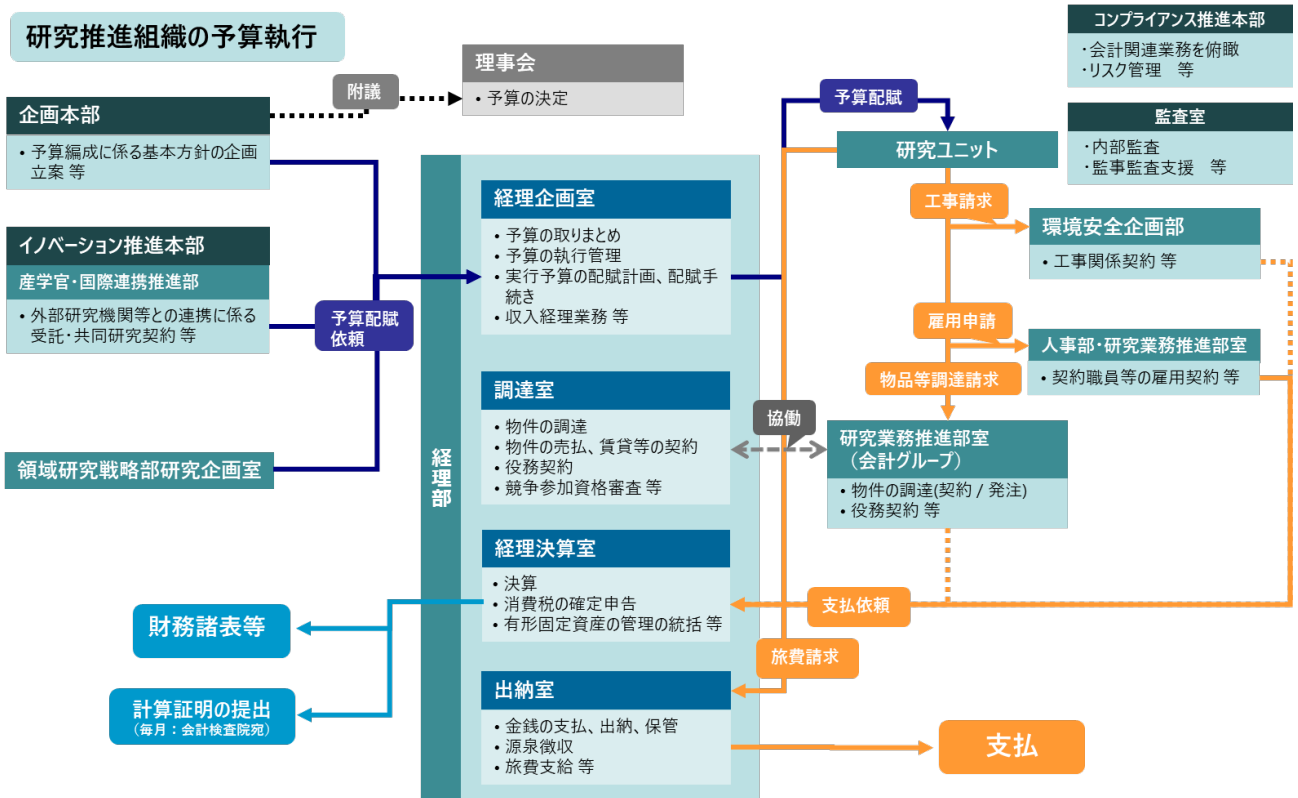 研究推進組織の予算執行
附議
理事会
・予算の決定
企画本部
・予算編成に係る基本方針の企画
立案 等
イノベーション推進本部
産学官・国際連携推進部
・外部研究機関等との連携に係る
受託・共同研究契約 等
予算配賦
依頼
領域研究戦略部研究企画室
経理部
経理企画室
・予算の取りまとめ
・予算の執行管理
・実行予算の配賦計画、配賦手
続き
・収入経理業務 等
調達室
・物件の調達
・物件の売払、賃貸等の契約
・役務契約
・競争参加資格審査 等
経理決算室
・決算
・消費税の確定申告
・有形固定資産の管理の統括 等
出納室
・金銭の支払、出納、保管
・源泉徴収
・旅費支給 等
財務諸表等
計算証明の提出
(毎月：会計検査院宛)
予算配賦
研究ユニット
工事請求
環境安全企画部
・工事関係契約 等
雇用申請
人事部・研究業務推進部室
・契約職員等の雇用契約 等
物品等調達請求
協働
研究業務推進部室
(会計グループ)
・物件の調達(契約 / 発注)
・役務契約 等
支払依頼
旅費請求
支払
コンプライアンス推進本部
・会計関連業務を俯瞰
・リスク管理 等
監査室
・内部監査
・監事監査支援 等